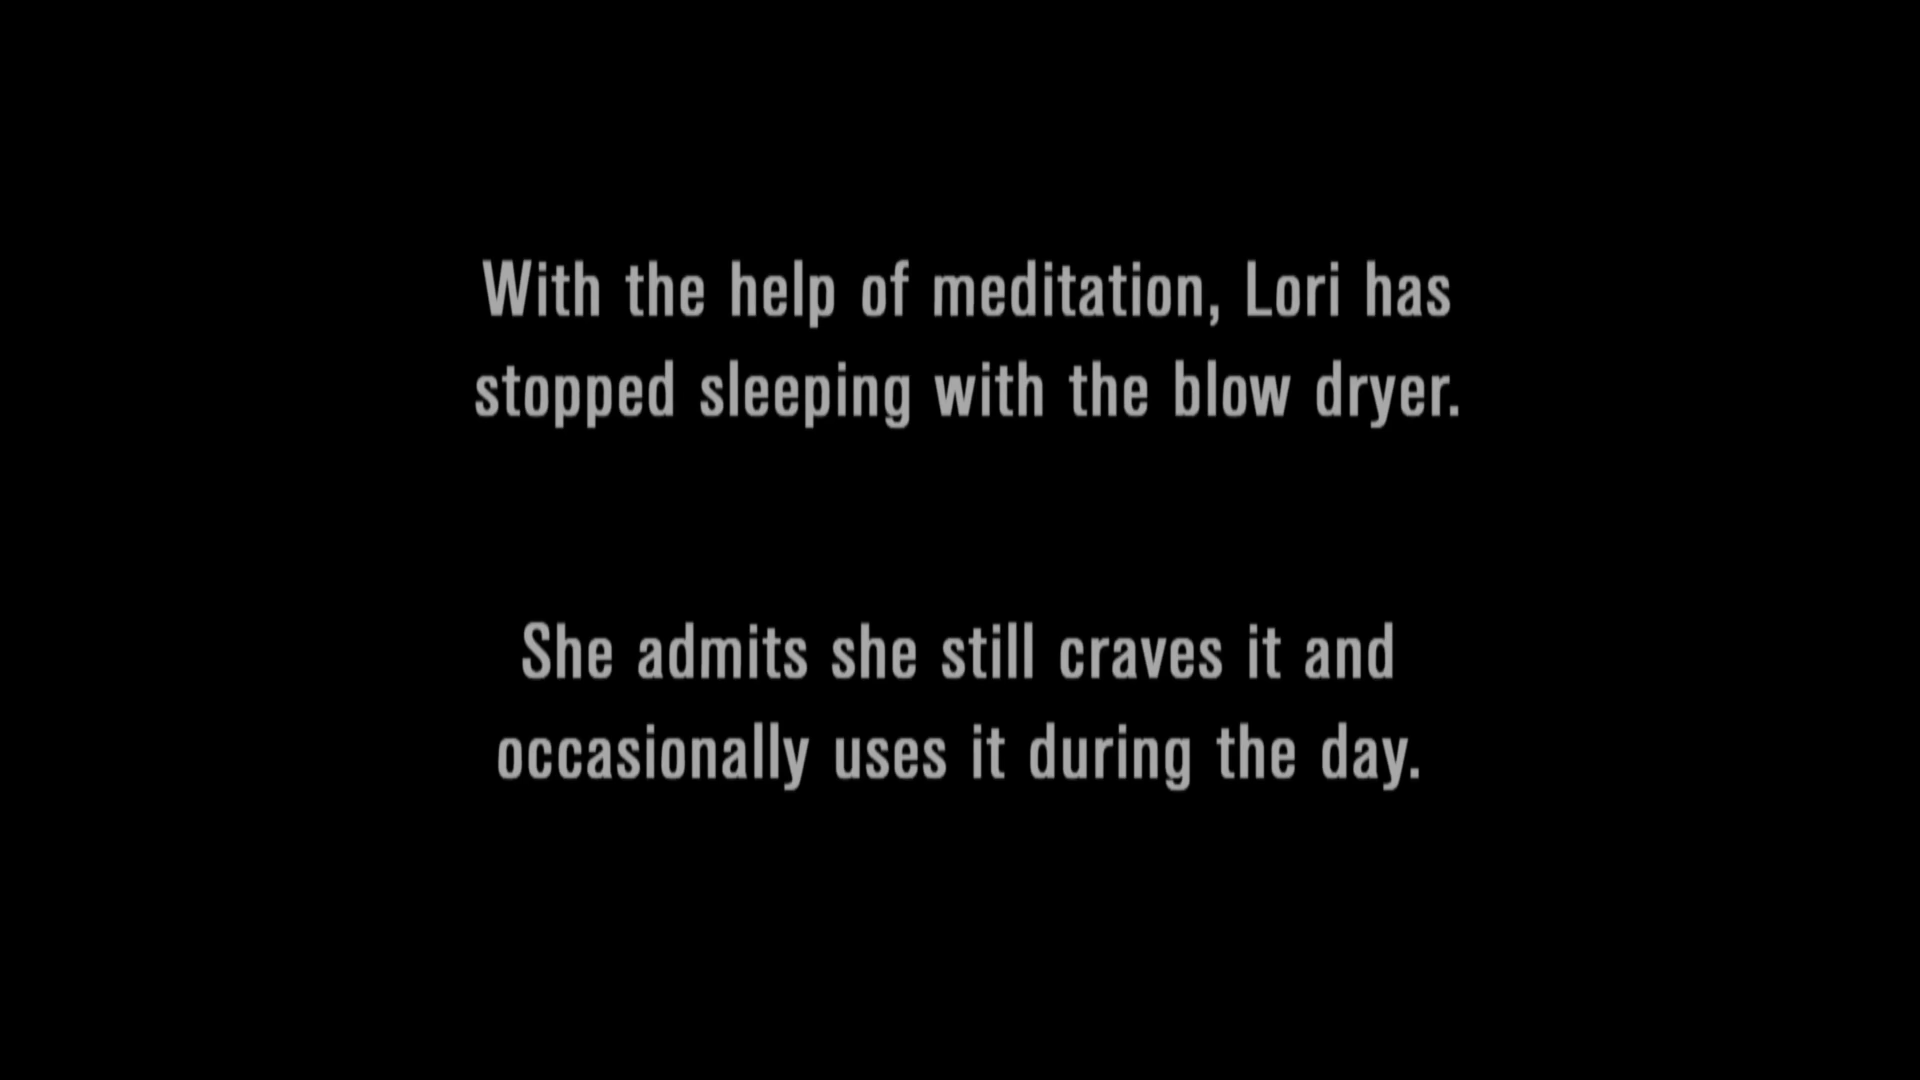 With the help of meditation, Lori has
stopped sleeping with the blow dryer.
She admits she still craves it and
occasionally uses it during the day.